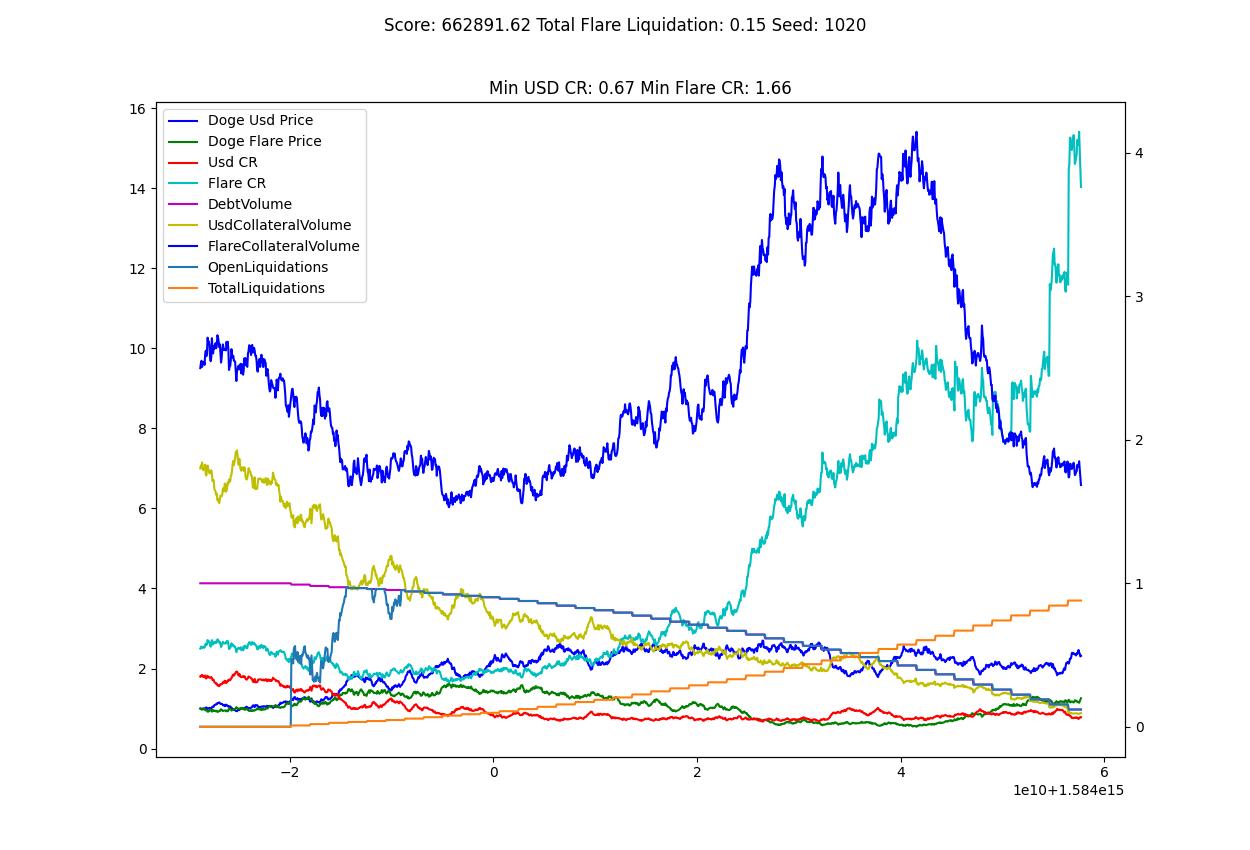 Score: 662891.62 Total Flare Liquidation: 0.15 Seed: 1020
Min USD CR: 0.67 Min Flare CR: 1.66
Doge Usd Price
Doge Flare Price
Usd CR
Flare CR
DebtVolume
UsdCollateralVolume
FlareCollateralVolume
OpenLiquidations
TotalLiquidations
16
14
12
10
8
6
4
2
0
4
3
2
1
0
−2
0
2
4
6
1e10+1.584e15